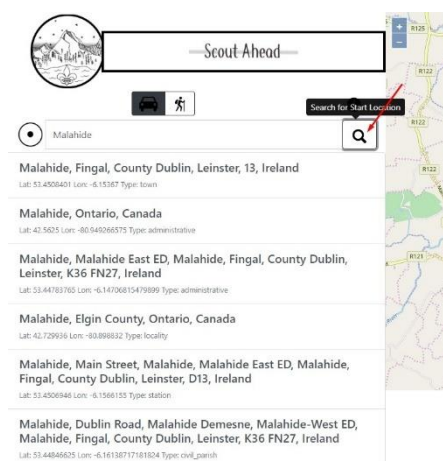 Scout Ahead
+
-
R125
R122
Search for Start Location
Malahide
R122
R122
Malahide, Fingal, County Dublin, Leinster, 13, Ireland
Lat: 53.4508401 Lon: -6.15367 Type: town
Malahide, Ontario, Canada
Lat: 42.5625 Lon: -80.949266575 Type: administrative
Malahide, Malahide East ED, Malahide, Fingal, County Dublin,
Leinster, K36 FN27, Ireland
Lat: 53.44783765 Lon: -6.14706815479899 Type: administrative
R121
Malahide, Elgin County, Ontario, Canada
Lat: 42.729936 Lon: -80.898832 Type: locality
Malahide, Main Street, Malahide, Malahide East ED, Malahide,
Fingal, County Dublin, Leinster, D13, Ireland
Lat: 53.4506946 Lon: -6.1566155 Type: station
Malahide, Dublin Road, Malahide Demesne, Malahide-West ED,
Malahide, Fingal, County Dublin, Leinster, K36 FN27, Ireland
Lat: 53.44846625 Lon: -6.16138717181824 Type: civil_parish